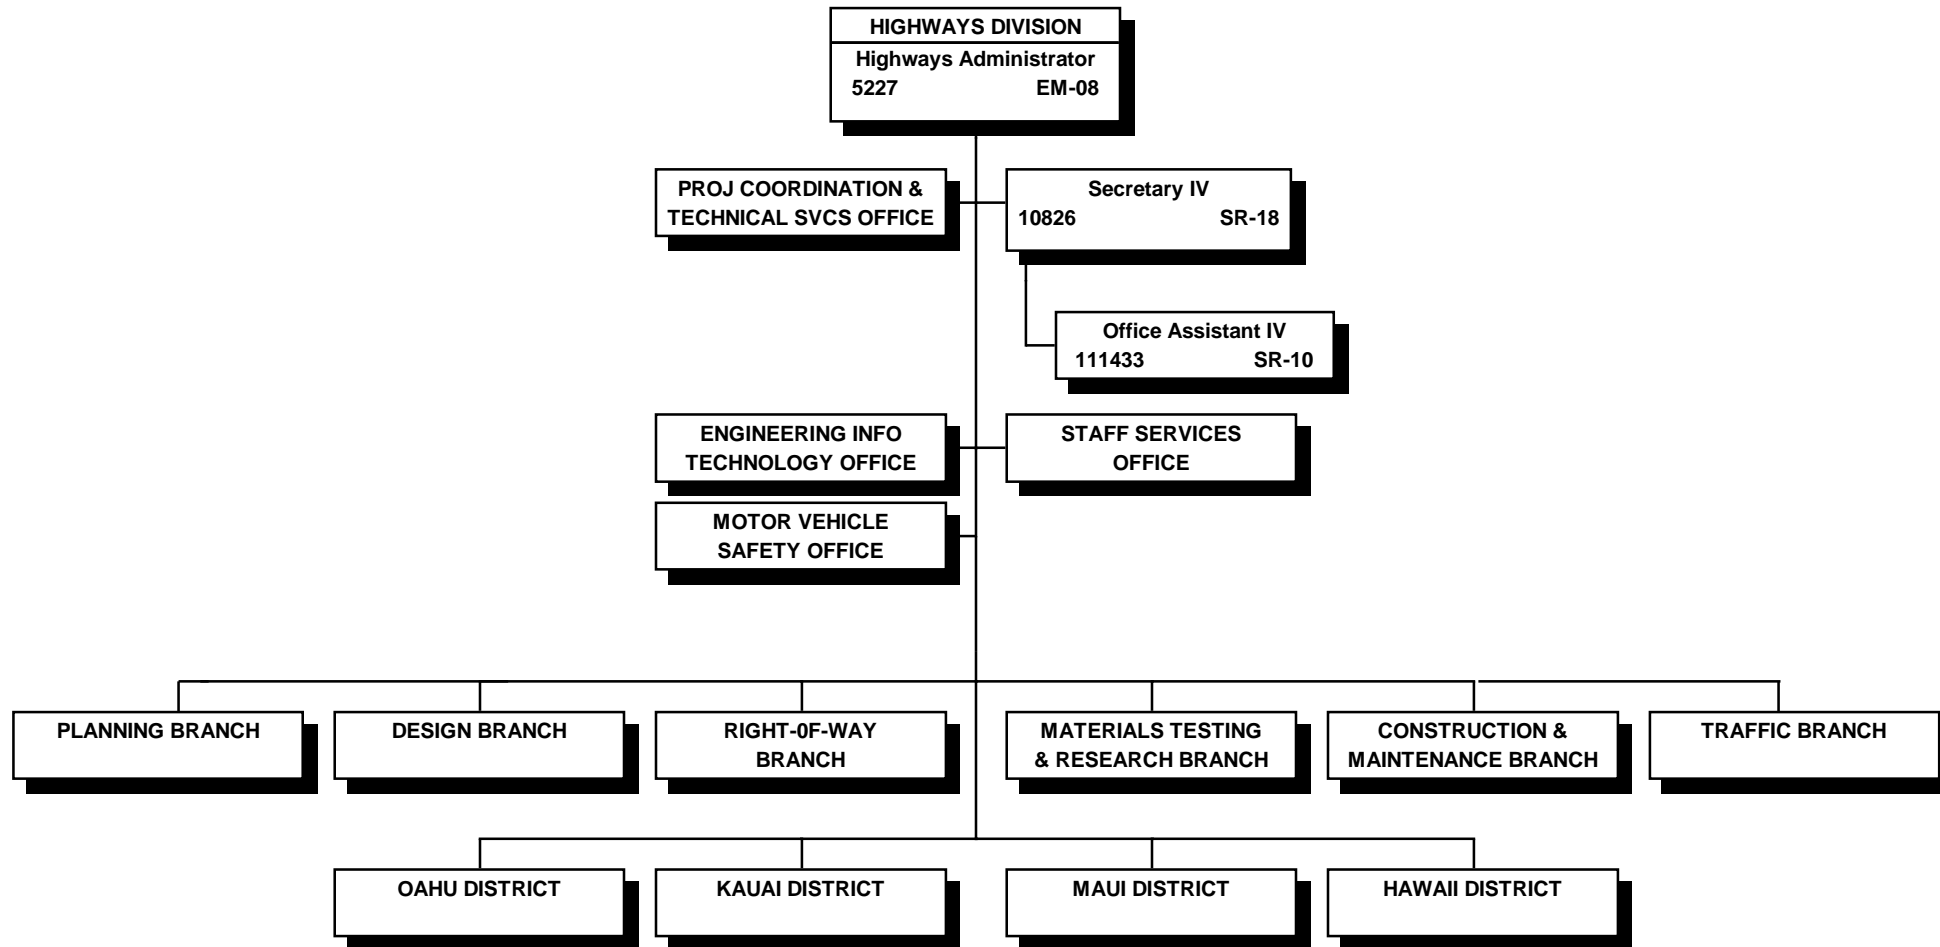 HIGHWAYS DIVISION
Highways Administrator
5227 EM-08
PROJ COORDINATION &
TECHNICAL SVCS OFFICE
Secretary IV
10826 SR-18
Office Assistant IV
111433 SR-10
ENGINEERING INFO
TECHNOLOGY OFFICE
STAFF SERVICES
OFFICE
MOTOR VEHICLE
SAFETY OFFICE
PLANNING BRANCH
DESIGN BRANCH
RIGHT-0F-WAY
BRANCH
MATERIALS TESTING
& RESEARCH BRANCH
CONSTRUCTION &
MAINTENANCE BRANCH
TRAFFIC BRANCH
OAHU DISTRICT
KAUAI DISTRICT
MAUI DISTRICT
HAWAII DISTRICT